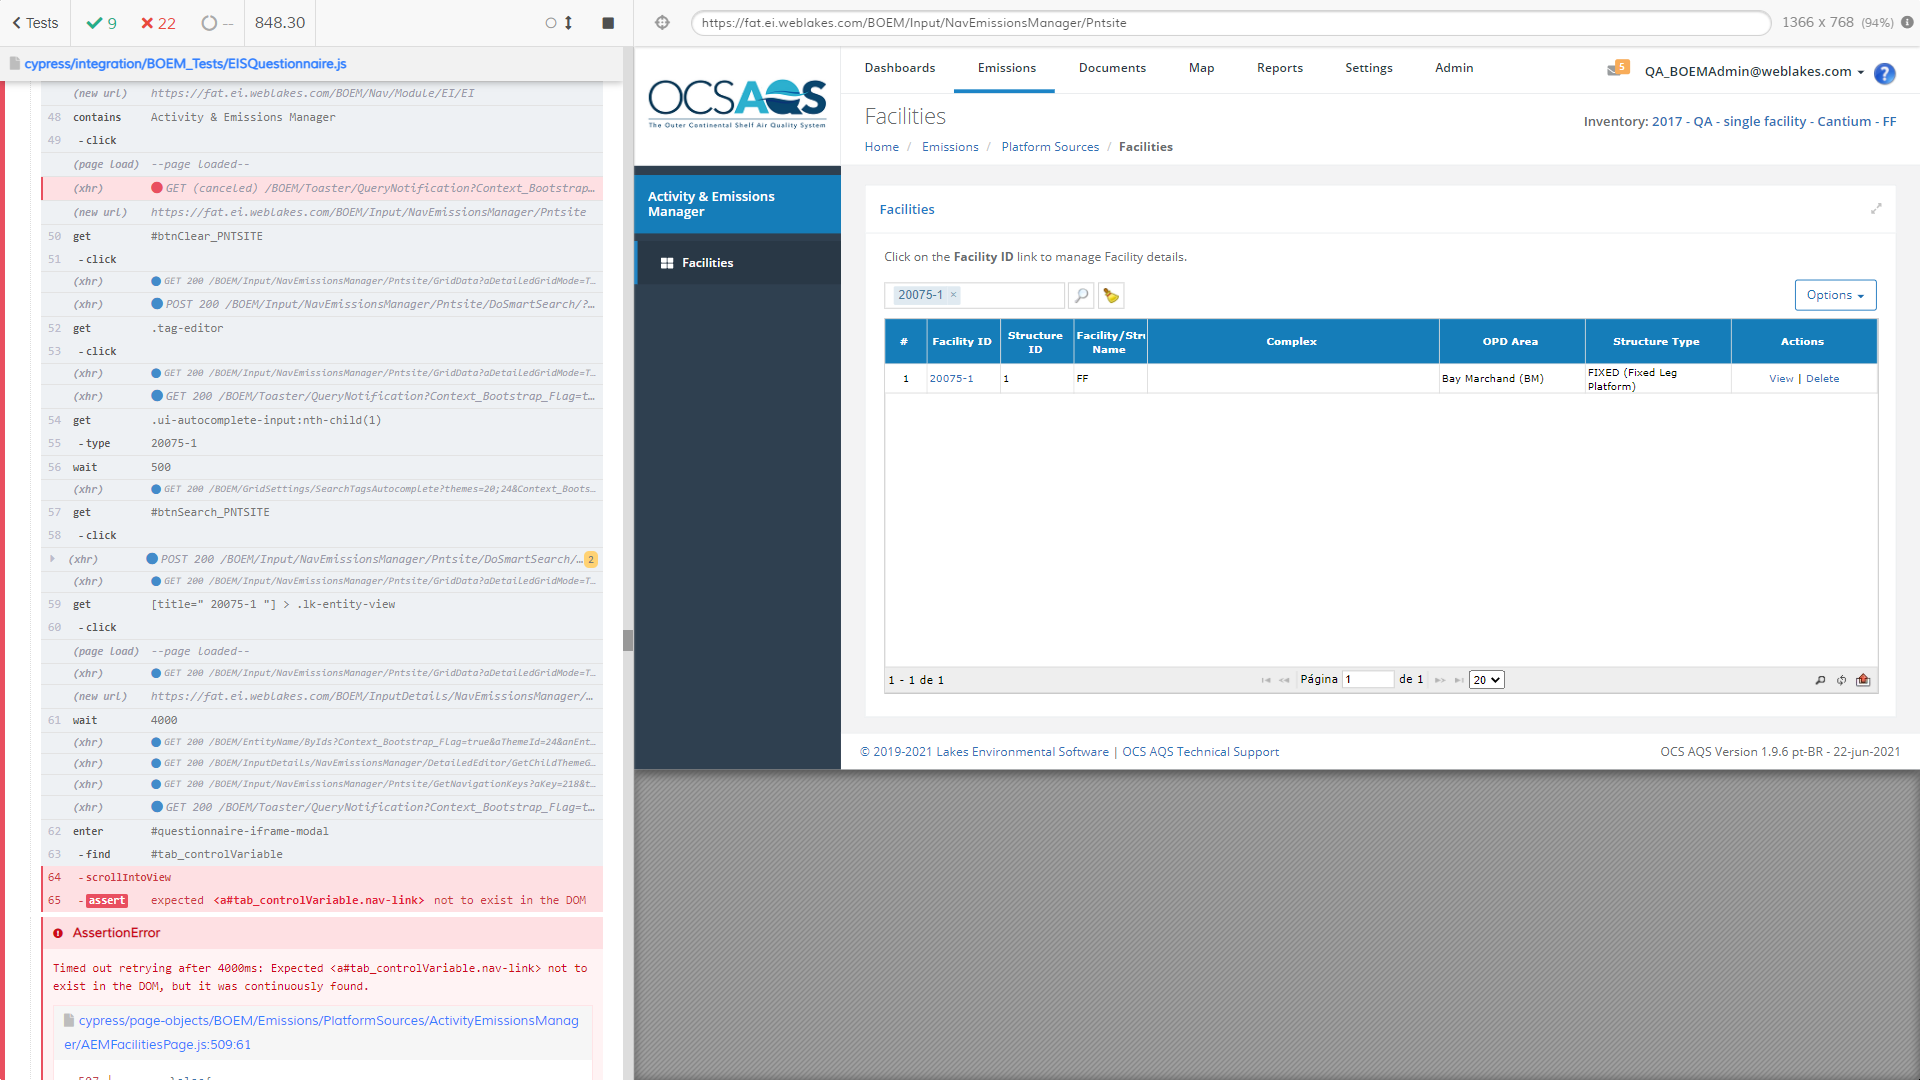 Tests
9
22
--
848.30
cypress/integration/BOEM_Tests/EISQuestionnaire.js
(new url) https://fat.ei.weblakes.com/BOEM/Nav/Module/EI/EI
48 contains Activity & Emissions Manager
49 -click
(page load) --page loaded--
(xhr) GET (canceled) /BOEM/Toaster/QueryNotification?Context_Bootstrap...
(new url) https://fat.ei.weblakes.com/BOEM/Input/NavEmissionsManager/Pntsite
50 get #btnClear_PNTSITE
51 -click
(xhr) GET 200 /BOEM/Input/NavEmissionsManager/Pntsite/GridData?aDetailedGridMode=T...
(xhr) POST 200 /BOEM/Input/NavEmissionsManager/Pntsite/DoSmartSearch/?...
52 get .tag-editor
53 -click
(xhr) GET 200 /BOEM/Input/NavEmissionsManager/Pntsite/GridData?aDetailedGridMode=T...
(xhr) GET 200 /BOEM/Toaster/QueryNotification?Context_Bootstrap_Flag=t...
54 get .ui-autocomplete-input:nth-child(1)
55 -type 20075-1
56 wait 500
(xhr) GET 200 /BOEM/GridSettings/SearchTagsAutocomplete?themes=20;24&Context_Boots...
57 get #btnSearch_PNTSITE
58 -click
(xhr) POST 200 /BOEM/Input/NavEmissionsManager/Pntsite/DoSmartSearch/... 2
(xhr) GET 200 /BOEM/Input/NavEmissionsManager/Pntsite/GridData?aDetailedGridMode=T...
59 get [title=" 20075-1 "] > .lk-entity-view
60 -click
(page load) --page loaded--
(xhr) GET 200 /BOEM/Input/NavEmissionsManager/Pntsite/GridData?aDetailedGridMode=T...
(new url) https://fat.ei.weblakes.com/BOEM/InputDetails/NavEmissionsManager/...
61 wait 4000
(xhr) GET 200 /BOEM/EntityName/ByIds?Context_Bootstrap_Flag=true&aThemeId=24&anEnt...
(xhr) GET 200 /BOEM/InputDetails/NavEmissionsManager/DetailedEditor/GetChildThemeG...
(xhr) GET 200 /BOEM/Input/NavEmissionsManager/Pntsite/GetNavigationKeys?aKey=218&t...
(xhr) GET 200 /BOEM/Toaster/QueryNotification?Context_Bootstrap_Flag=t...
62 enter #questionnaire-iframe-modal
63 -find #tab_controlVariable
64 -scrollIntoView
65 -assert expected <a#tab_controlVariable.nav-link> not to exist in the DOM
AssertionError
Timed out retrying after 4000ms: Expected <a#tab_controlVariable.nav-link> not to
exist in the DOM, but it was continuously found.
cypress/page-objects/BOEM/Emissions/PlatformSources/ActivityEmissionsManag
er/AEMFacilitiesPage.js:509:61
https://fat.ei.weblakes.com/BOEM/Input/NavEmissionsManager/Pntsite
1366 x 768 (94%)
OCSAQS
The Outer Continental Shelf Air Quality System
Dashboards
Emissions
Documents
Map
Reports
Settings
Admin
5
QA_BOEMAdmin@weblakes.com
?
Facilities
Inventory: 2017 - QA - single facility - Cantium - FF
Home / Emissions / Platform Sources / Facilities
Activity & Emissions
Manager
Facilities
Facilities
Click on the Facility ID link to manage Facility details.
20075-1 ×
Options
# Facility ID Structure ID Facility/Stru Name Complex OPD Area Structure Type Actions
1 20075-1 1 FF Bay Marchand (BM) FIXED (Fixed Leg Platform) View | Delete
1 - 1 de 1
Página 1 de 1
20
© 2019-2021 Lakes Environmental Software | OCS AQS Technical Support
OCS AQS Version 1.9.6 pt-BR - 22-jun-2021